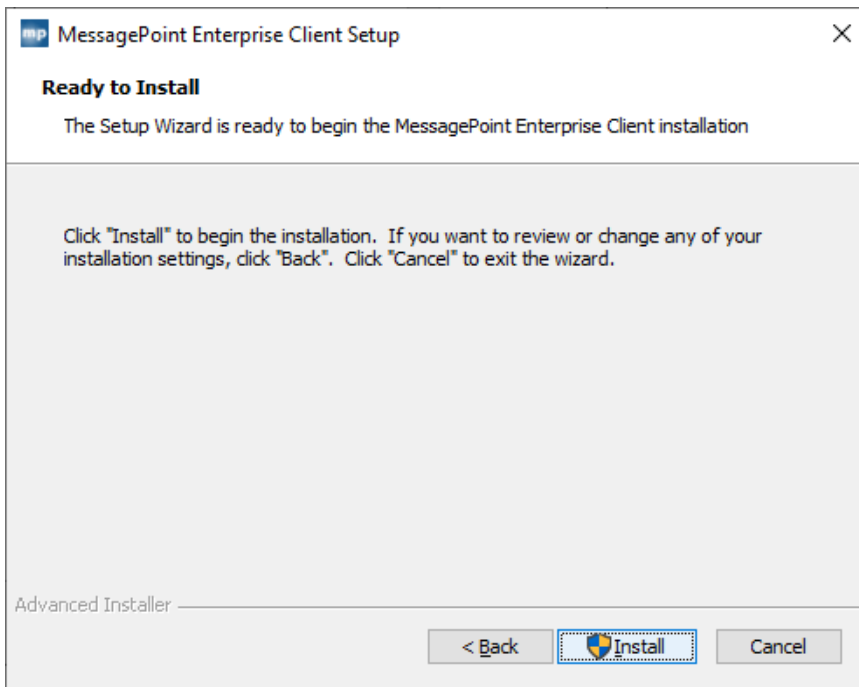 mp MessagePoint Enterprise Client Setup
Ready to Install
The Setup Wizard is ready to begin the MessagePoint Enterprise Client installation
Click "Install" to begin the installation. If you want to review or change any of your
installation settings, click "Back". Click "Cancel" to exit the wizard.
Advanced Installer
< Back Install Cancel